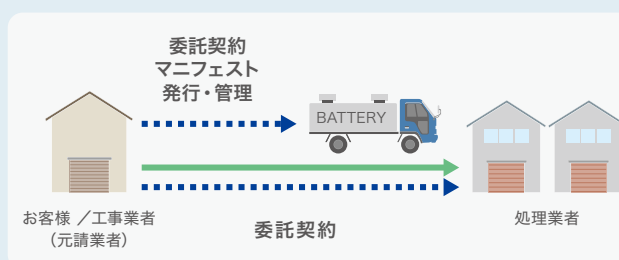 委託契約
マニフェスト
発行・管理
BATTERY
お客様／工事業者
（元請業者）
委託契約
処理業者